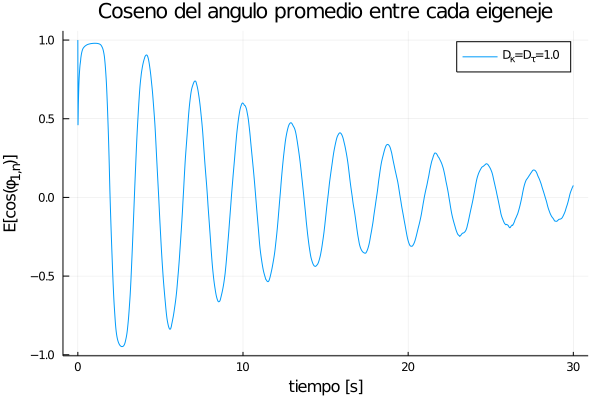 Coseno del angulo promedio entre cada eigeneje
Dκ=Dτ=1.0
E[cos(φ1,n)]
1.0
0.5
0.0
−0.5
−1.0
0
10
20
30
tiempo [s]